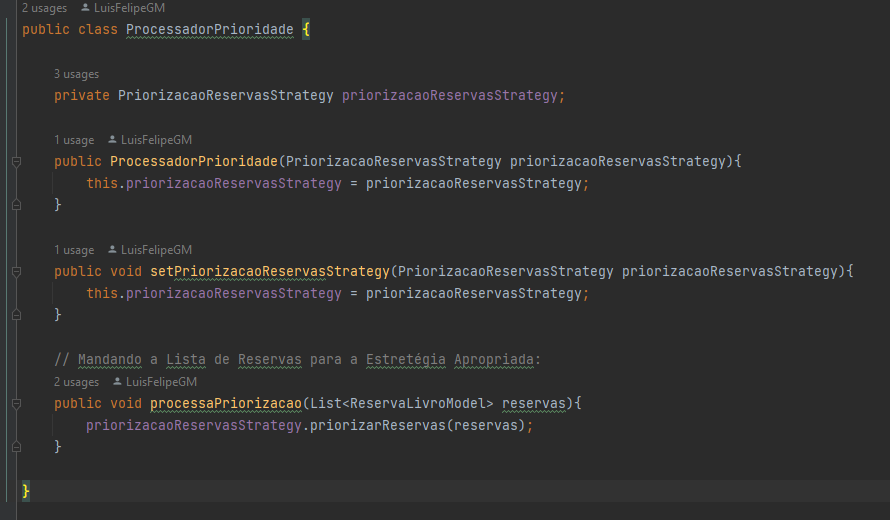 2 usages LuisFelipeGM
public class ProcessadorPrioridade {
3 usages
private PriorizacaoReservasStrategy priorizacaoReservasStrategy;
1 usage LuisFelipeGM
public ProcessadorPrioridade(PriorizacaoReservasStrategy priorizacaoReservasStrategy){
this.priorizacaoReservasStrategy = priorizacaoReservasStrategy;
}
1 usage LuisFelipeGM
public void setPriorizacaoReservasStrategy(PriorizacaoReservasStrategy priorizacaoReservasStrategy){
this.priorizacaoReservasStrategy = priorizacaoReservasStrategy;
}
// Mandando a Lista de Reservas para a Estretégia Apropriada:
2 usages LuisFelipeGM
public void processaPriorizacao(List<ReservaLivroModel> reservas){
priorizacaoReservasStrategy.priorizarReservas(reservas);
}
}